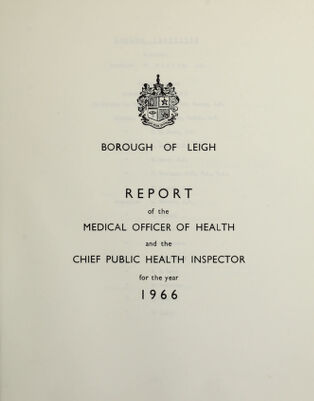 BOROUGH OF LEIGH
REPORT
of the
MEDICAL OFFICER OF HEALTH
and the
CHIEF PUBLIC HEALTH INSPECTOR
for the year
1966